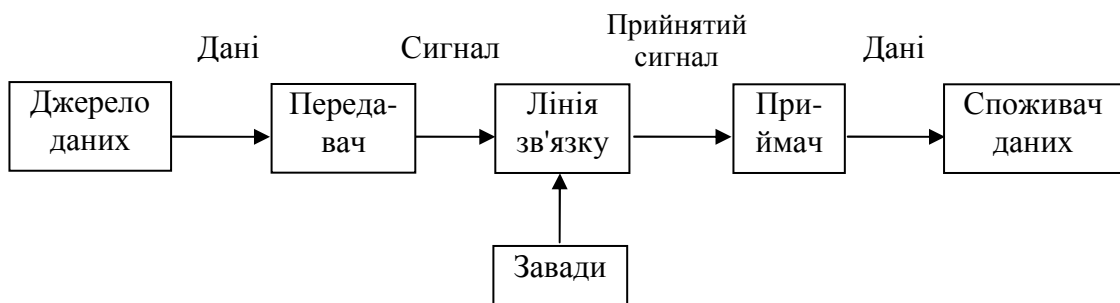 Дані
Сигнал
Прийнятий
сигнал
Дані
Джерело
даних
Переда-
вач
Лінія
зв'язку
При-
ймач
Споживач
даних
Завади